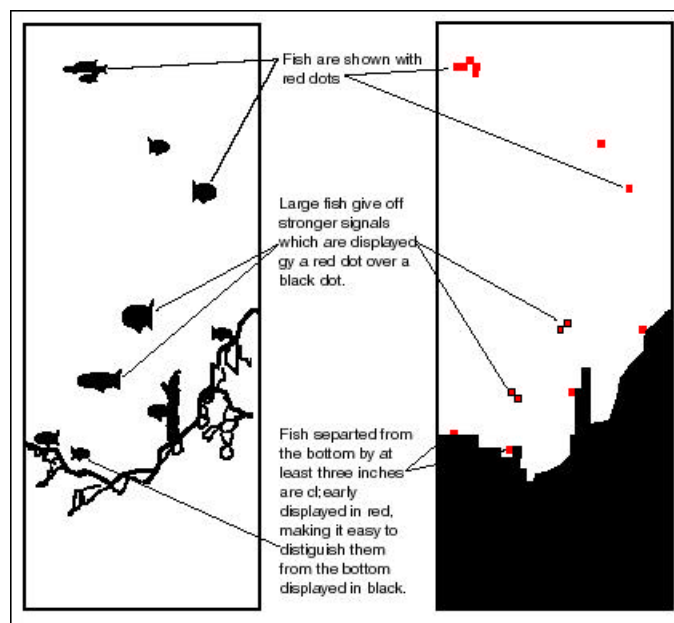 Fish are shown with
red dots
Large fish give off
stronger signals
which are displayed
gy a red dot over a
black dot.
Fish separted from
the bottom by at
least three inches
are cl;early
displayed in red,
making it easy to
distiguish them
from the bottom
displayed in black.